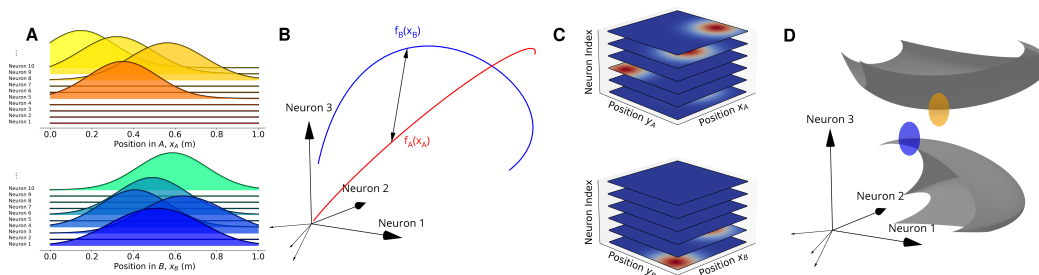 A
⋮
Neuron 10
Neuron 9
Neuron 8
Neuron 7
Neuron 6
Neuron 5
Neuron 4
Neuron 3
Neuron 2
Neuron 1
0.0 0.2 0.4 0.6 0.8 1.0
Position in A, x_A (m)
⋮
Neuron 10
Neuron 9
Neuron 8
Neuron 7
Neuron 6
Neuron 5
Neuron 4
Neuron 3
Neuron 2
Neuron 1
0.0 0.2 0.4 0.6 0.8 1.0
Position in B, x_B (m)
B
f_B(x_B)
f_A(x_A)
Neuron 3
Neuron 2
Neuron 1
C
Neuron Index
Position y_A
Position x_A
Neuron Index
Position y_B
Position x_B
D
Neuron 3
Neuron 2
Neuron 1